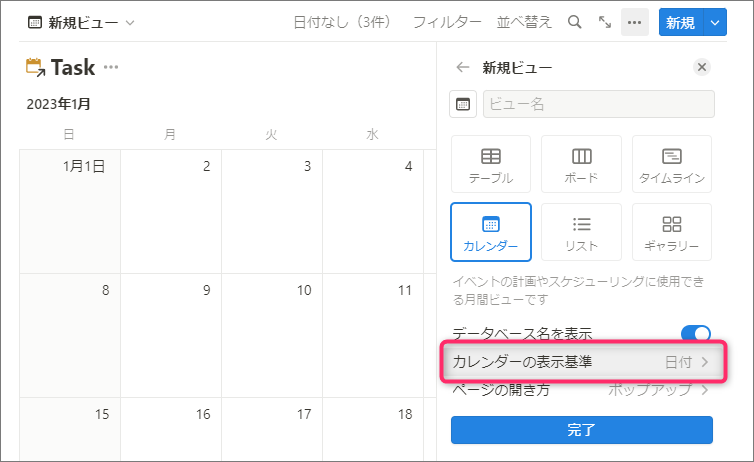 新規ビュー
日付なし（3件） フィルター 並べ替え 新規
Task
2023年1月
日 月 火 水
1月1日 2 3 4
8 9 10 11
15 16 17 18
新規ビュー
ビュー名
テーブル ボード タイムライン
カレンダー リスト ギャラリー
イベントの計画やスケジューリングに使用でき
る月間ビューです
データベース名を表示
カレンダーの表示基準 日付
ページの開き方 ポップアップ
完了